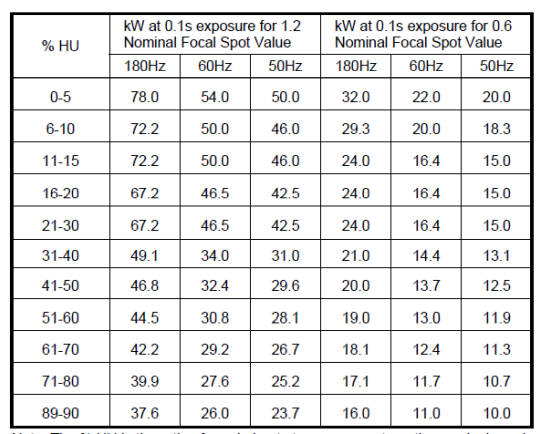 % HU kW at 0.1s exposure for 1.2 Nominal Focal Spot Value kW at 0.1s exposure for 0.6 Nominal Focal Spot Value
180Hz 60Hz 50Hz 180Hz 60Hz 50Hz
0-5 78.0 54.0 50.0 32.0 22.0 20.0
6-10 72.2 50.0 46.0 29.3 20.0 18.3
11-15 72.2 50.0 46.0 24.0 16.4 15.0
16-20 67.2 46.5 42.5 24.0 16.4 15.0
21-30 67.2 46.5 42.5 24.0 16.4 15.0
31-40 49.1 34.0 31.0 21.0 14.4 13.1
41-50 46.8 32.4 29.6 20.0 13.7 12.5
51-60 44.5 30.8 28.1 19.0 13.0 11.9
61-70 42.2 29.2 26.7 18.1 12.4 11.3
71-80 39.9 27.6 25.2 17.1 11.7 10.7
89-90 37.6 26.0 23.7 16.0 11.0 10.0